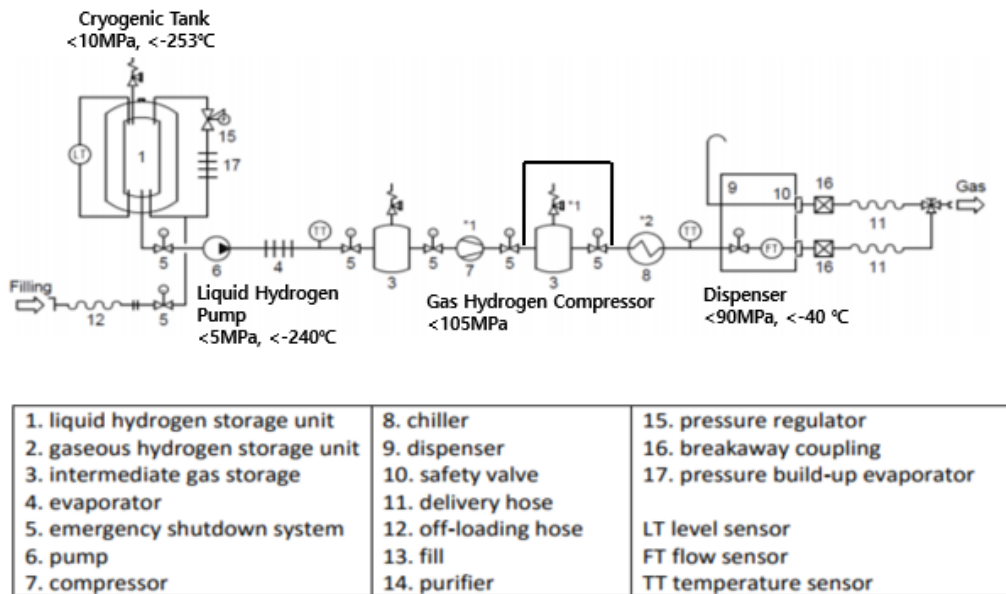 Cryogenic Tank
<10MPa, <-253℃
LT
1
15
17
Filling
12
5
5
6
4
TT
5
3
5
*1
7
5
*1
3
5
*2
8
TT
9
10
16
11
FT
16
11
Gas
Liquid Hydrogen
Pump
<5MPa, <-240℃
Gas Hydrogen Compressor
<105MPa
Dispenser
<90MPa, <-40 ℃
1. liquid hydrogen storage unit
2. gaseous hydrogen storage unit
3. intermediate gas storage
4. evaporator
5. emergency shutdown system
6. pump
7. compressor
8. chiller
9. dispenser
10. safety valve
11. delivery hose
12. off-loading hose
13. fill
14. purifier
15. pressure regulator
16. breakaway coupling
17. pressure build-up evaporator
LT level sensor
FT flow sensor
TT temperature sensor